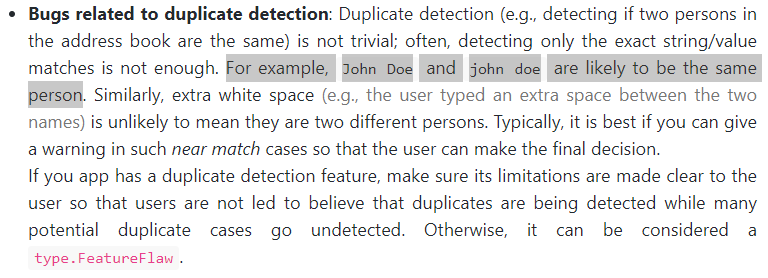 • Bugs related to duplicate detection: Duplicate detection (e.g., detecting if two persons in
the address book are the same) is not trivial; often, detecting only the exact string/value
matches is not enough. For example, John Doe and john doe are likely to be the same
person. Similarly, extra white space (e.g., the user typed an extra space between the two
names) is unlikely to mean they are two different persons. Typically, it is best if you can give
a warning in such near match cases so that the user can make the final decision.
If you app has a duplicate detection feature, make sure its limitations are made clear to the
user so that users are not led to believe that duplicates are being detected while many
potential duplicate cases go undetected. Otherwise, it can be considered a
type.FeatureFlaw.